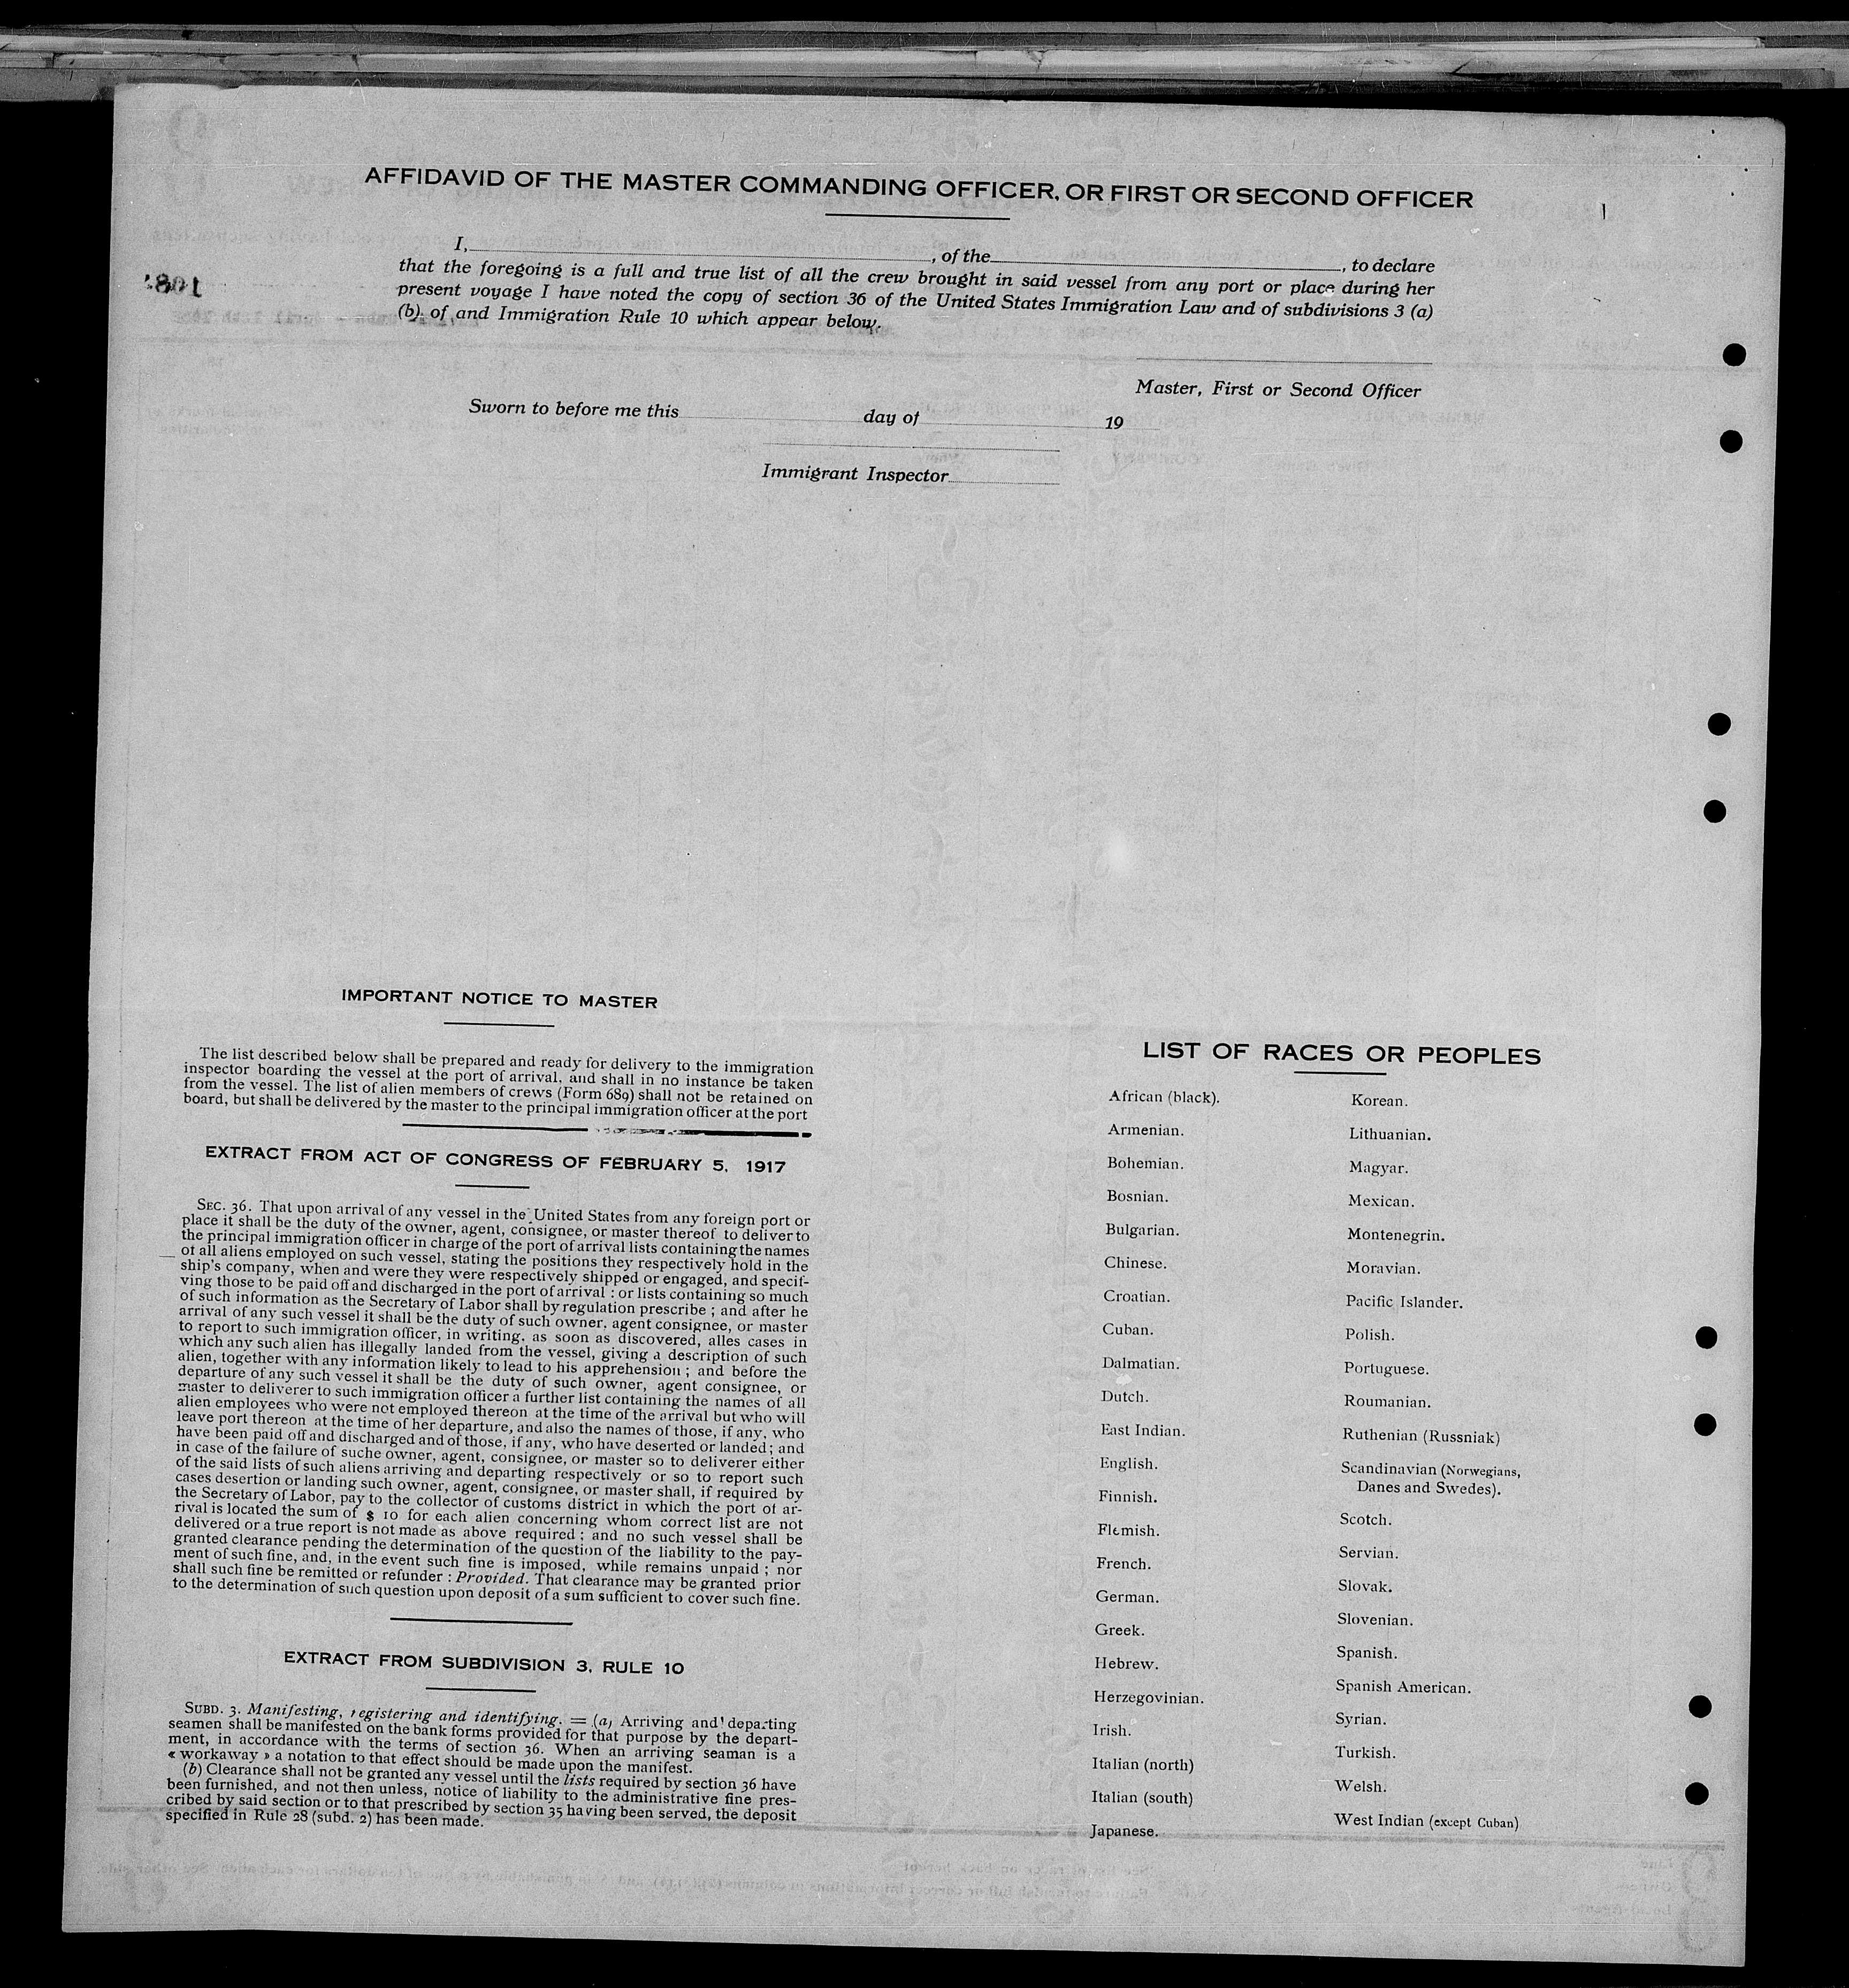 AFFIDAVID OF THE MASTER COMMANDING OFFICER, OR FIRST OR SECOND OFFICER
I, , of the , to declare
that the foregoing is a full and true list of all the crew brought in said vessel from any port or place during her
present voyage I have noted the copy of section 36 of the United States Immigration Law and of subdivisions 3 (a)
(b). of and Immigration Rule 10 which appear below.
Master, First or Second Officer
Sworn to before me this day of 19
Immigrant Inspector
IMPORTANT NOTICE TO MASTER
The list described below shall be prepared and ready for delivery to the immigration
inspector boarding the vessel at the port of arrival, and shall in no instance be taken
from the vessel. The list of alien members of crews (Form 689) shall not be retained on
board, but shall be delivered by the master to the principal immigration officer at the port
EXTRACT FROM ACT OF CONGRESS OF FEBRUARY 5, 1917
SEC. 36. That upon arrival of any vessel in the United States from any foreign port or
place it shall be the duty of the owner, agent, consignee, or master thereof to deliver to
the principal immigration officer in charge of the port of arrival lists containing the names
of all aliens employed on such vessel, stating the positions they respectively hold in the
ship's company, when and were they were respectively shipped or engaged, and specif-
ving those to be paid off and discharged in the port of arrival : or lists containing so much
of such information as the Secretary of Labor shall by regulation prescribe ; and after he
arrival of any such vessel it shall be the duty of such owner, agent consignee, or master
to report to such immigration officer, in writing, as soon as discovered, alles cases in
which any such alien has illegally landed from the vessel, giving a description of such
alien, together with any information likely to lead to his apprehension ; and before the
departure of any such vessel it shall be the duty of such owner, agent consignee, or
master to deliverer to such immigration officer a further list containing the names of all
alien employees who were not employed thereon at the time of the arrival but who will
leave port thereon at the time of her departure, and also the names of those, if any, who
have been paid off and discharged and of those, if any, who have deserted or landed; and
in case of the failure of suche owner, agent, consignee, or master so to deliverer either
of the said lists of such aliens arriving and departing respectively or so to report such
cases desertion or landing such owner, agent, consignee, or master shall, if required by
the Secretary of Labor, pay to the collector of customs district in which the port of ar-
rival is located the sum of $ 10 for each alien concerning whom correct list are not
delivered or a true report is not made as above required ; and no such vessel shall be
granted clearance pending the determination of the question of the liability to the pay-
ment of such fine, and, in the event such fine is imposed, while remains unpaid ; nor
shall such fine be remitted or refunder : Provided. That clearance may be granted prior
to the determination of such question upon deposit of a sum sufficient to cover such fine.
EXTRACT FROM SUBDIVISION 3, RULE 10
SUBD. 3. Manifesting, registering and identifying. = (a) Arriving and departing
seamen shall be manifested on the bank forms provided for that purpose by the depart-
ment, in accordance with the terms of section 36. When an arriving seaman is a
« workaway » a notation to that effect should be made upon the manifest.
(b) Clearance shall not be granted any vessel until the lists required by section 36 have
been furnished, and not then unless, notice of liability to the administrative fine pres-
cribed by said section or to that prescribed by section 35 having been served, the deposit
specified in Rule 28 (subd. 2) has been made.
LIST OF RACES OR PEOPLES
African (black).
Armenian.
Bohemian.
Bosnian.
Bulgarian.
Chinese.
Croatian.
Cuban.
Dalmatian.
Dutch.
East Indian.
English.
Finnish.
Flemish.
French.
German.
Greek.
Hebrew.
Herzegovinian.
Irish.
Italian (north)
Italian (south)
Japanese.
Korean.
Lithuanian.
Magyar.
Mexican.
Montenegrin.
Moravian.
Pacific Islander.
Polish.
Portuguese.
Roumanian.
Ruthenian (Russniak)
Scandinavian (Norwegians,
Danes and Swedes).
Scotch.
Servian.
Slovak.
Slovenian.
Spanish.
Spanish American.
Syrian.
Turkish.
Welsh.
West Indian (except Cuban)